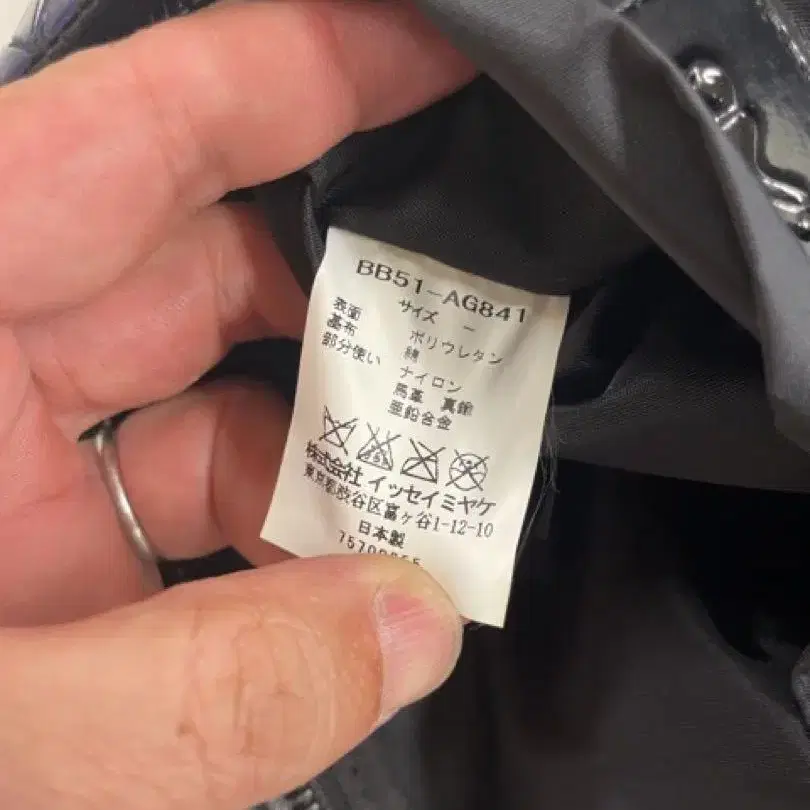 BB51-AG841
サイズ -
表面 ポリウレタン
基布 綿
部分使い ナイロン
馬革 真鍮
亜鉛合金
株式会社 イッセイミヤケ
東京都渋谷区富ヶ谷1-12-10
日本製